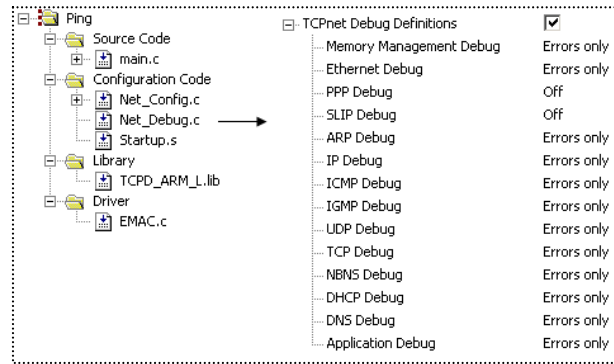 Ping
Source Code
main.c
Configuration Code
Net_Config.c
Net_Debug.c
Startup.s
Library
TCPD_ARM_L.lib
Driver
EMAC.c
TCPnet Debug Definitions
Memory Management Debug Errors only
Ethernet Debug Errors only
PPP Debug Off
SLIP Debug Off
ARP Debug Errors only
IP Debug Errors only
ICMP Debug Errors only
IGMP Debug Errors only
UDP Debug Errors only
TCP Debug Errors only
NBNS Debug Errors only
DHCP Debug Errors only
DNS Debug Errors only
Application Debug Errors only